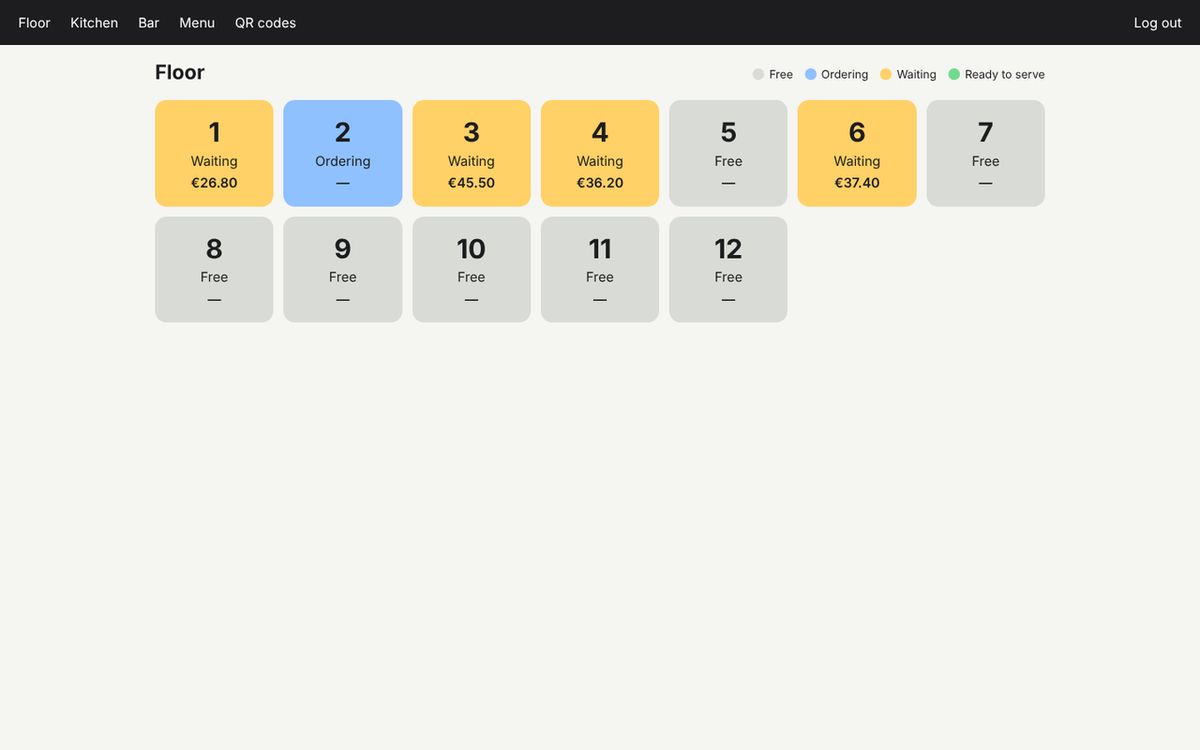 Floor Kitchen Bar Menu QR codes Log out
Floor
Free Ordering Waiting Ready to serve
1
Waiting
€26.80
2
Ordering
—
3
Waiting
€45.50
4
Waiting
€36.20
5
Free
—
6
Waiting
€37.40
7
Free
—
8
Free
—
9
Free
—
10
Free
—
11
Free
—
12
Free
—